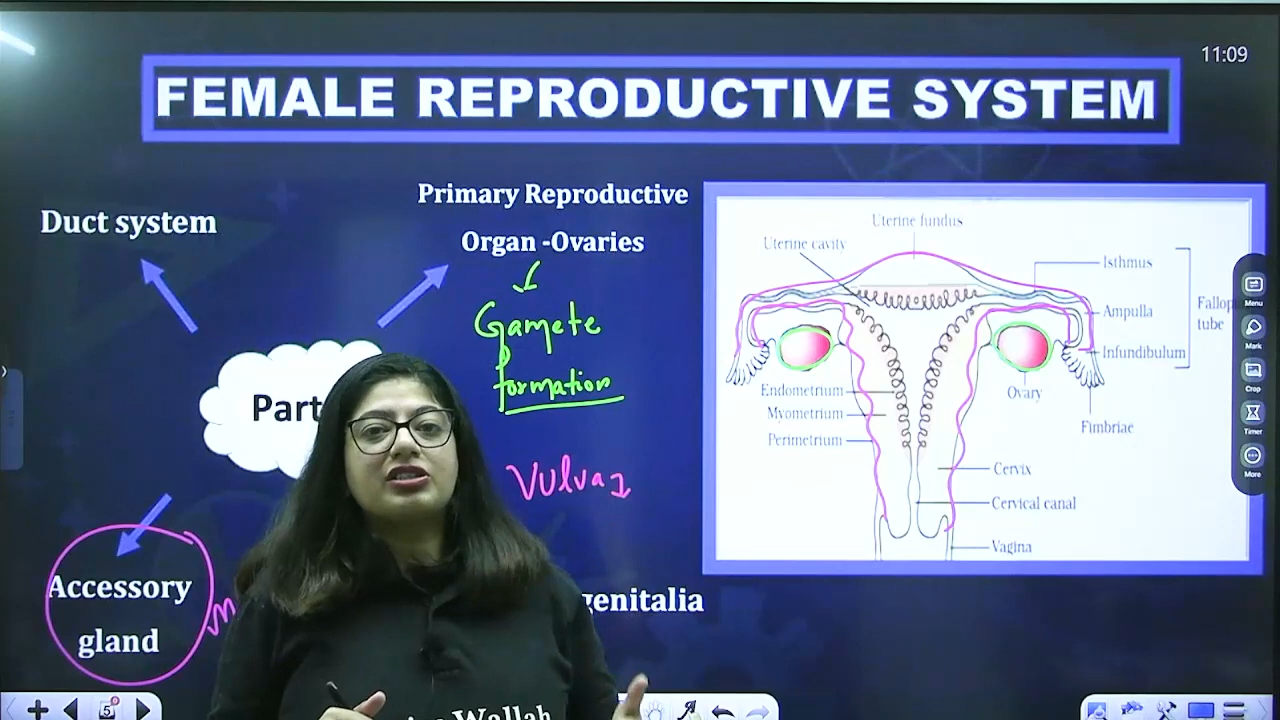 11:09
FEMALE REPRODUCTIVE SYSTEM
Primary Reproductive
Organ -Ovaries
Duct system
Gamete
formation
Part
Vulva
Accessory
gland
genitalia
Uterine fundus
Uterine cavity
Isthmus
Ampulla
Fallop
tube
Infundibulum
Endometrium
Myometrium
Perimetrium
Ovary
Fimbriae
Cervix
Cervical canal
Vagina
Menu
Mark
Crop
Timer
More
Wallah
5